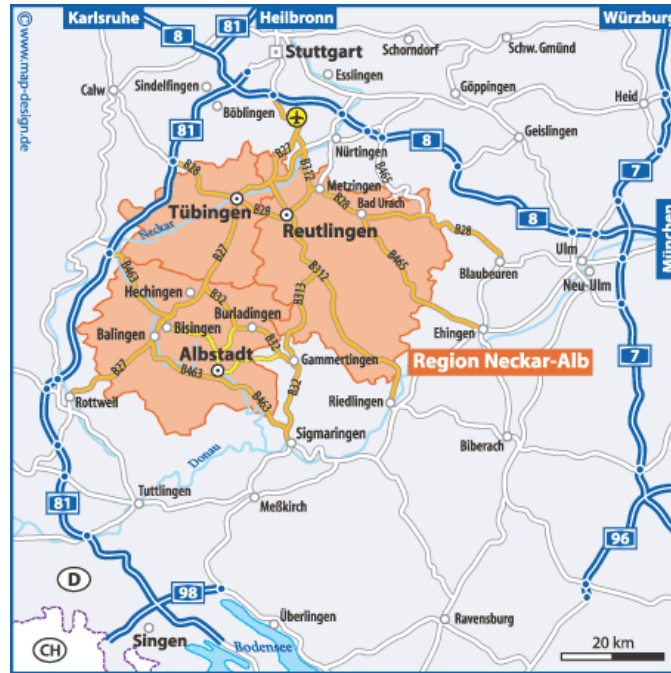 © www.map-design.de
Karlsruhe
Heilbronn
Würzburg
8
81
96
Stuttgart
Schorndorf
Schw. Gmünd
Esslingen
Calw
Sindelfingen
Böblingen
Göppingen
Heid
81
Geislingen
Nürtingen
8
7
B28
B27
B312
B465
Metzingen
Tübingen
B28
B28
Bad Urach
Neckar
Reutlingen
B28
8
München
B463
B27
B312
B465
Blaubeuren
Ulm
Neu-Ulm
Hechingen
B32
B313
Burladingen
Ehingen
Balingen
Bisingen
B32
Albstadt
Gammertingen
Region Neckar-Alb
7
B27
B463
B463
B32
Rottweil
Riedlingen
Sigmaringen
Biberach
Donau
81
Tuttlingen
Meßkirch
96
D
98
Überlingen
Ravensburg
CH
Singen
Bodensee
20 km